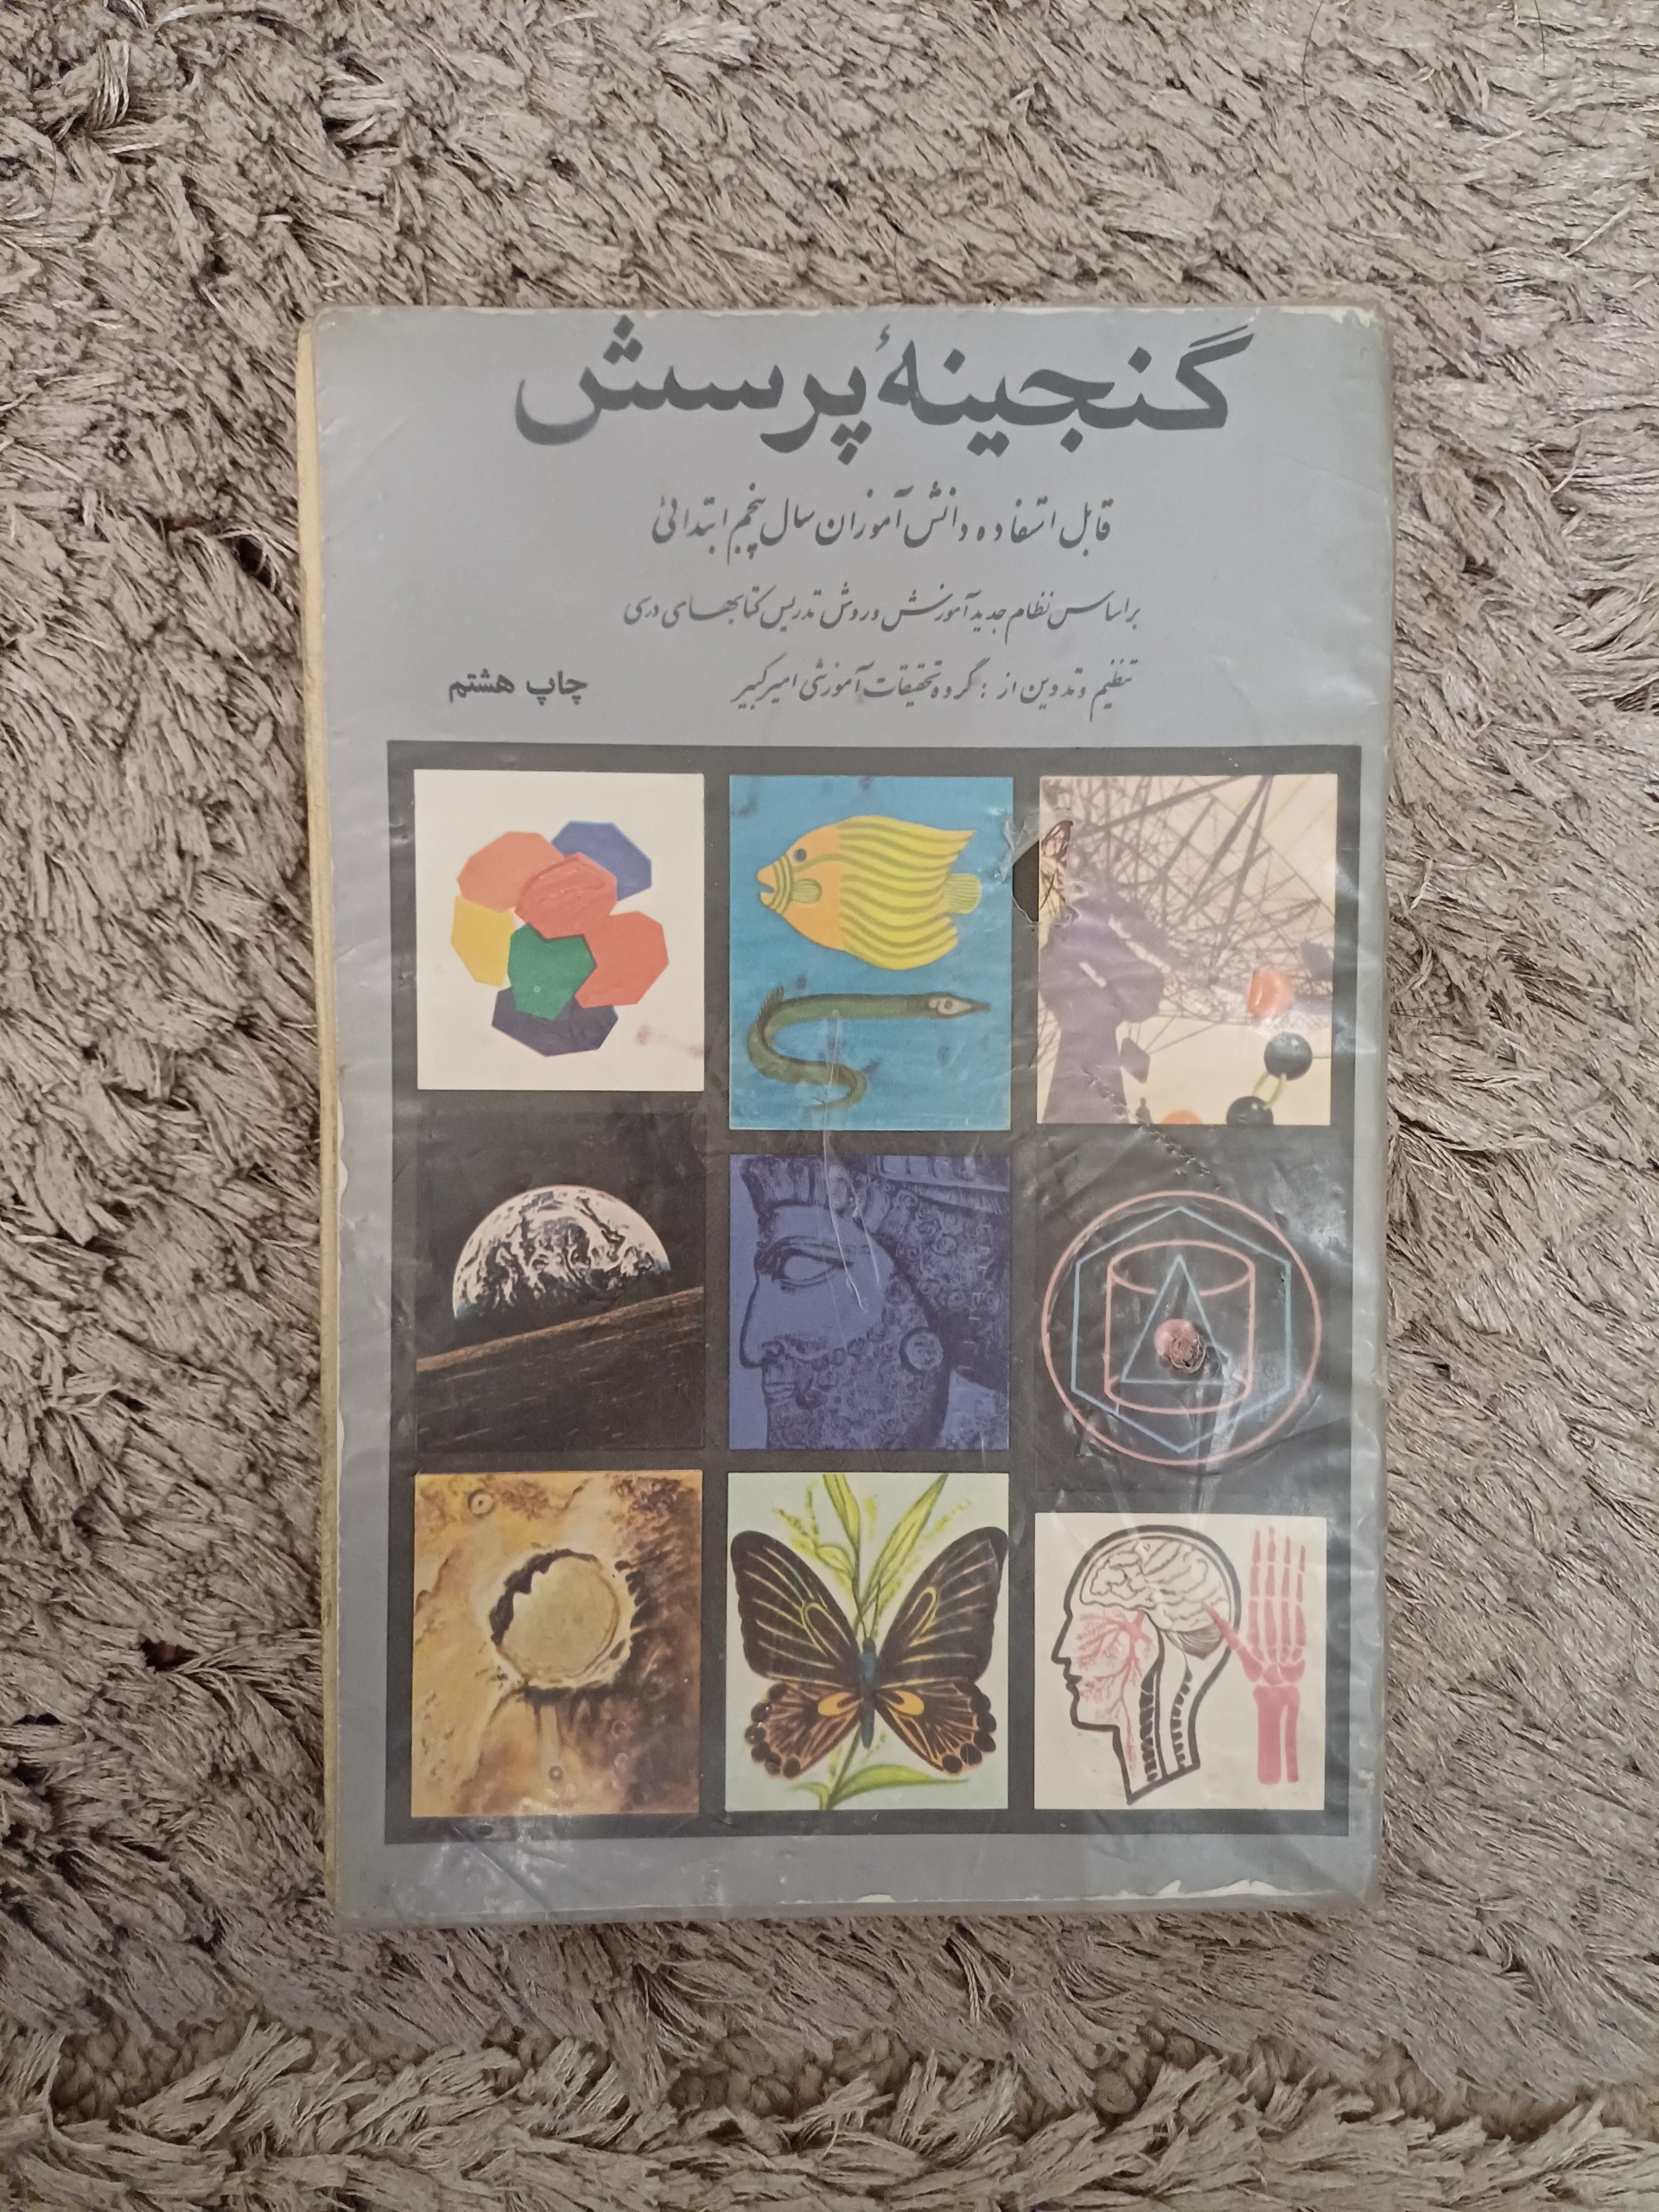 گنجینهٔ پرسش
قابل استفاده دانش آموزان سال پنجم ابتدائی
براساس نظام جدید آموزش و روش تدریس کتابهای درسی
تنظیم و تدوین از : گروه تحقیقات آموزشی امیرکبیر
چاپ هشتم